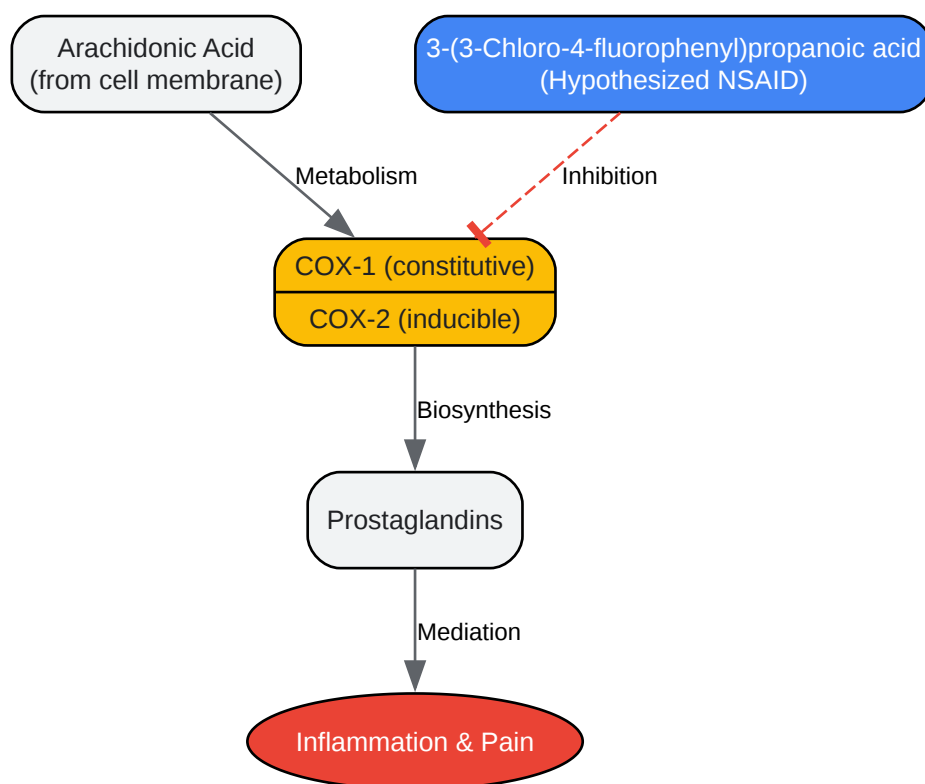 Arachidonic Acid
(from cell membrane)
3-(3-Chloro-4-fluorophenyl)propanoic acid
(Hypothesized NSAID)
Metabolism
Inhibition
COX-1 (constitutive)
COX-2 (inducible)
Biosynthesis
Prostaglandins
Mediation
Inflammation & Pain